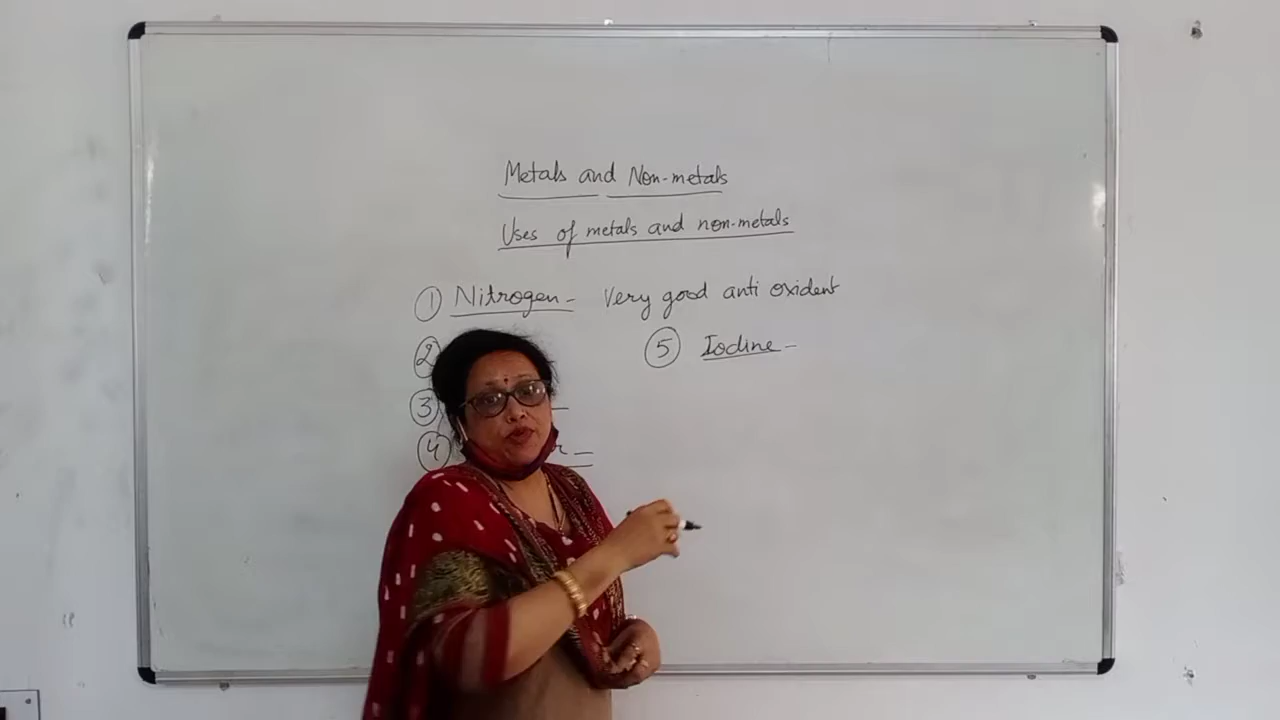 Metals and Non-metals
Uses of metals and non-metals
① Nitrogen - Very good anti oxident
② 
⑤ Iodine -
③ -
④ r -